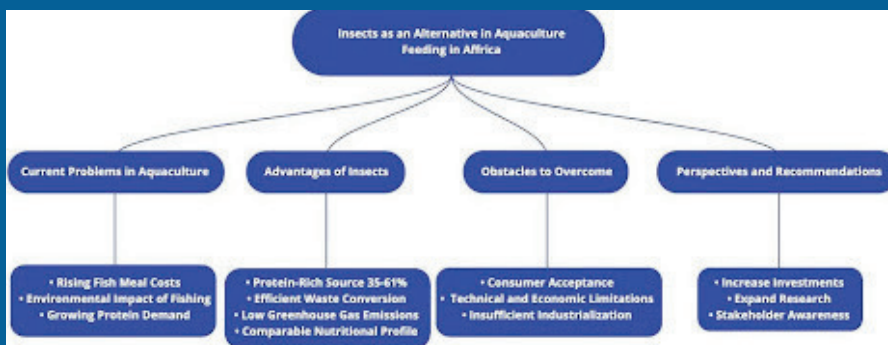 Insects as an Alternative in Aquaculture
Feeding in Affrica
Current Problems in Aquaculture
Advantages of Insects
Obstacles to Overcome
Perspectives and Recommendations
• Rising Fish Meal Costs
• Environmental Impact of Fishing
• Growing Protein Demand
• Protein-Rich Source 35-61%
• Efficient Waste Conversion
• Low Greenhouse Gas Emissions
• Comparable Nutritional Profile
• Consumer Acceptance
• Technical and Economic Limitations
• Insufficient Industrialization
• Increase Investments
• Expand Research
• Stakeholder Awareness